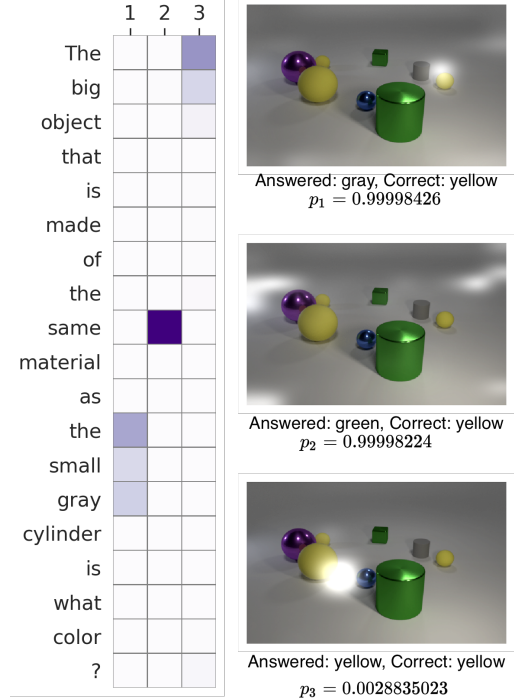 1 2 3
The
big
object
that
is
made
of
the
same
material
as
the
small
gray
cylinder
is
what
color
?
Answered: gray, Correct: yellow
p₁ = 0.99998426
Answered: green, Correct: yellow
p₂ = 0.99998224
Answered: yellow, Correct: yellow
p₃ = 0.0028835023